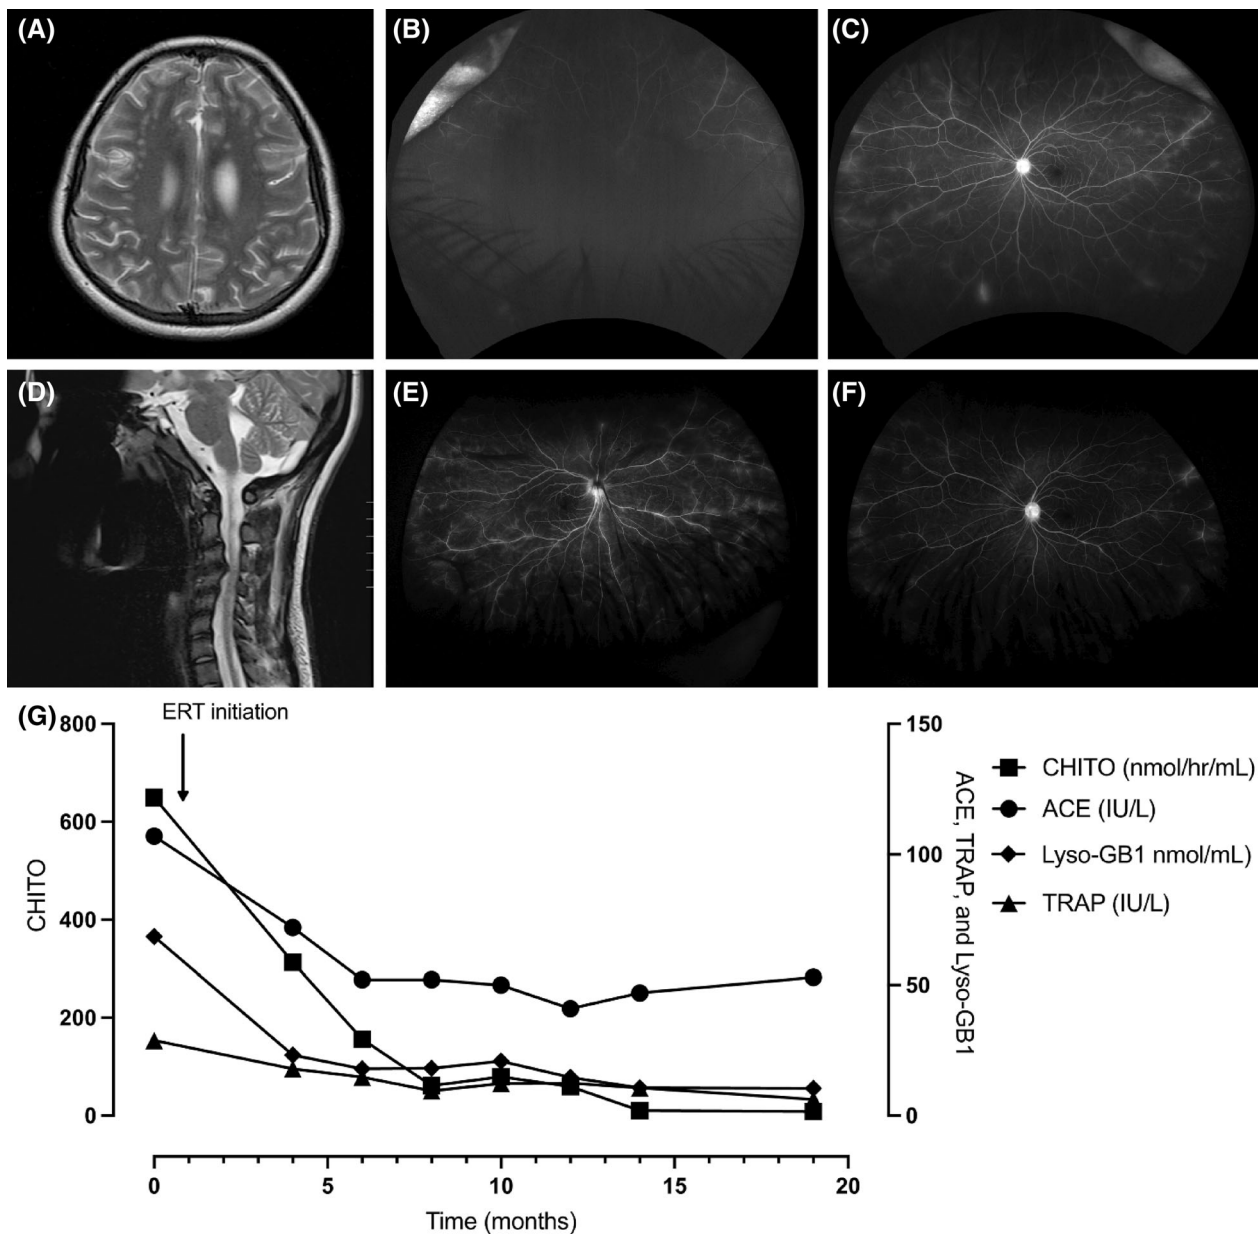 (A)
(B)
(C)
(D)
(E)
(F)
(G)
ERT initiation
800
600
400
200
0
CHITO
150
100
50
0
ACE, TRAP, and Lyso-GB1
CHITO (nmol/hr/mL)
ACE (IU/L)
Lyso-GB1 nmol/mL)
TRAP (IU/L)
0
5
10
15
20
Time (months)